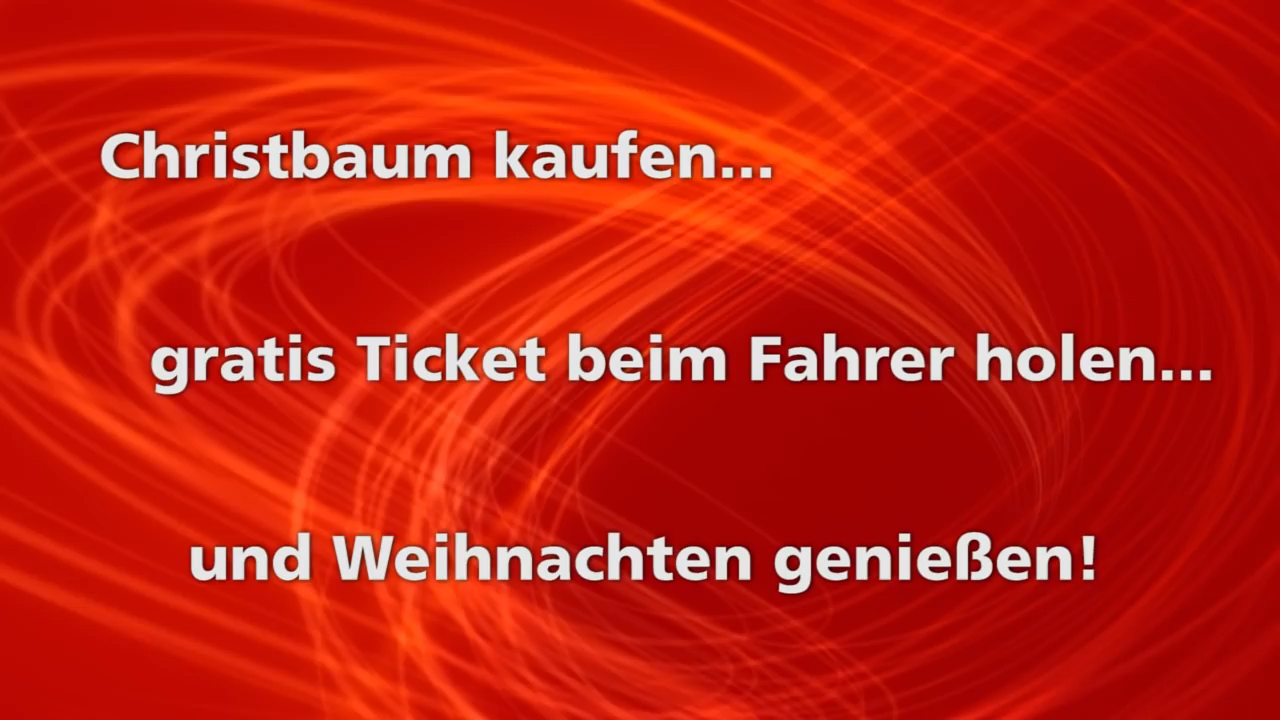 Christbaum kaufen...
gratis Ticket beim Fahrer holen...
und Weihnachten genießen!